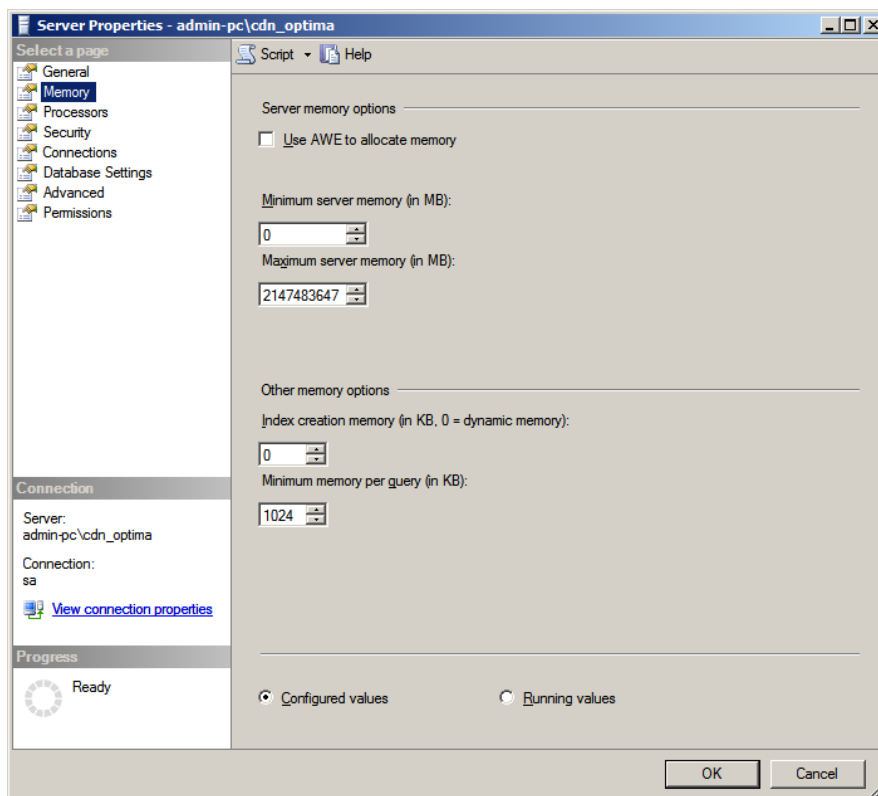 Server Properties - admin-pc\cdn_optima
Select a page
General
Memory
Processors
Security
Connections
Database Settings
Advanced
Permissions
Connection
Server:
admin-pc\cdn_optima
Connection:
sa
View connection properties
Progress
Ready
Script
Help
Server memory options
Use AWE to allocate memory
Minimum server memory (in MB):
0
Maximum server memory (in MB):
2147483647
Other memory options
Index creation memory (in KB, 0 = dynamic memory):
0
Minimum memory per query (in KB):
1024
Configured values
Running values
OK
Cancel